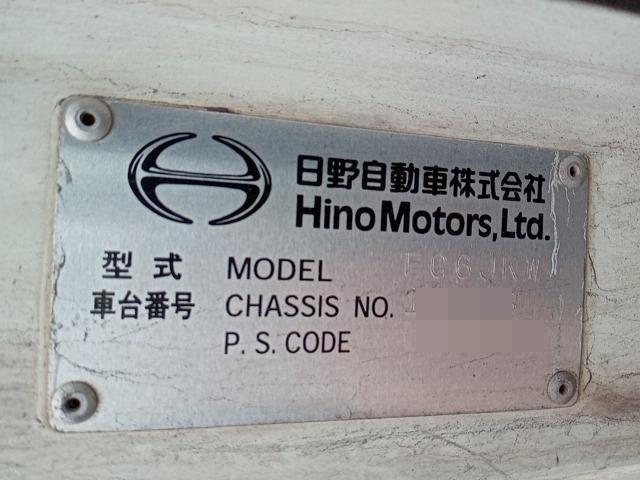 日野自動車株式会社
Hino Motors, Ltd.
型式 MODEL FC6JKW
車台番号 CHASSIS NO.
P. S. CODE